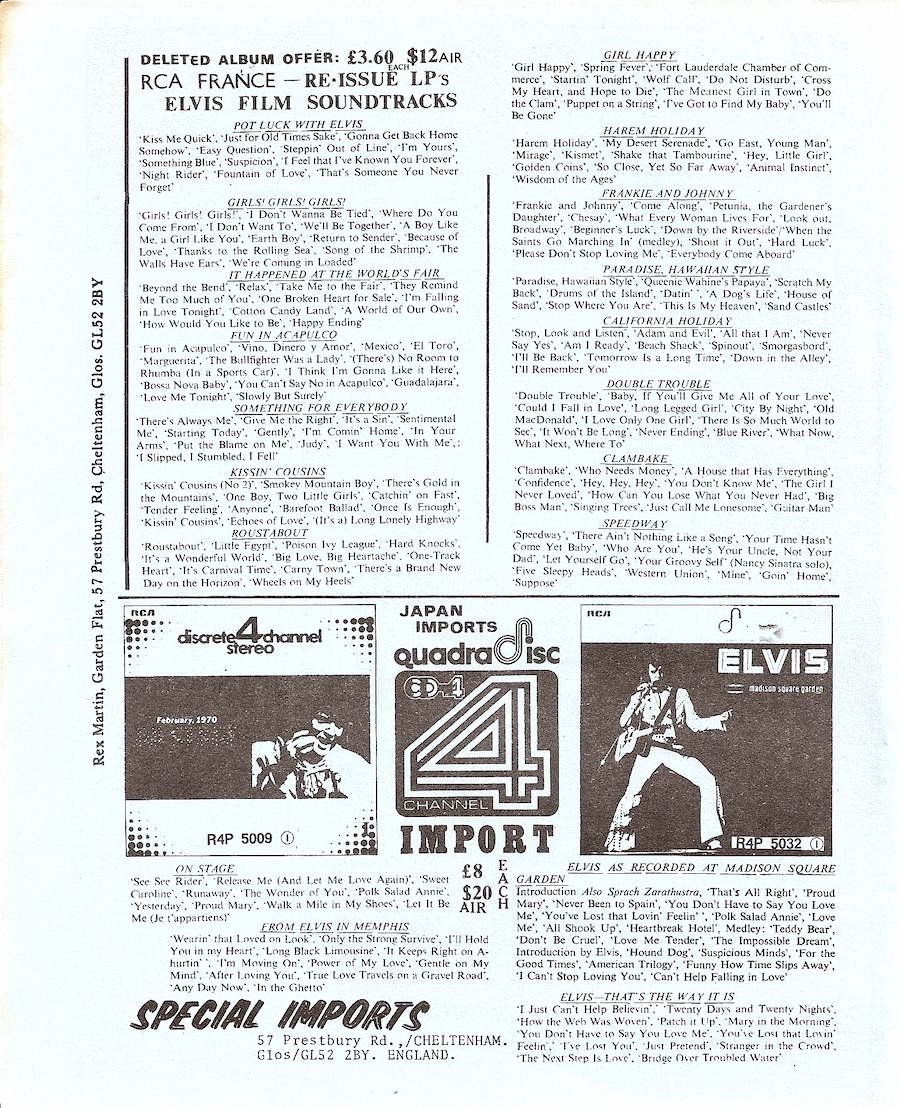 DELETED ALBUM OFFER: £3.60 EACH $12AIR
RCA FRANCE — RE·ISSUE LP's
ELVIS FILM SOUNDTRACKS
POT LUCK WITH ELVIS
'Kiss Me Quick', 'Just for Old Times Sake', 'Gonna Get Back Home
Somehow', 'Easy Question', 'Steppin' Out of Line', 'I'm Yours',
'Something Blue', 'Suspicion', 'I Feel that I've Known You Forever',
'Night Rider', 'Fountain of Love', 'That's Someone You Never
Forget'
GIRLS! GIRLS! GIRLS!
'Girls! Girls! Girls!', 'I Don't Wanna Be Tied', 'Where Do You
Come From', 'I Don't Want To', 'We'll Be Together', 'A Boy Like
Me, a Girl Like You', 'Earth Boy', 'Return to Sender', 'Because of
Love', 'Thanks to the Rolling Sea', 'Song of the Shrimp', 'The
Walls Have Ears', 'We're Coming in Loaded'
IT HAPPENED AT THE WORLD'S FAIR
'Beyond the Bend', 'Relax', 'Take Me to the Fair', 'They Remind
Me Too Much of You', 'One Broken Heart for Sale', 'I'm Falling
in Love Tonight', 'Cotton Candy Land', 'A World of Our Own',
'How Would You Like to Be', 'Happy Ending'
FUN IN ACAPULCO
'Fun in Acapulco', 'Vino, Dinero y Amor', 'Mexico', 'El Toro',
'Marguerita', 'The Bullfighter Was a Lady', (There's) No Room to
Rhumba (In a Sports Car)', 'I Think I'm Gonna Like it Here',
'Bossa Nova Baby', 'You Can't Say No in Acapulco', 'Guadalajara',
'Love Me Tonight', 'Slowly But Surely'
SOMETHING FOR EVERYBODY
'There's Always Me', 'Give Me the Right', 'It's a Sin', 'Sentimental
Me', 'Starting Today', 'Gently', 'I'm Comin' Home', 'In Your
Arms', 'Put the Blame on Me', 'Judy', 'I Want You With Me',:
'I Slipped, I Stumbled, I Fell'
KISSIN' COUSINS
'Kissin' Cousins (No 2)', 'Smokey Mountain Boy', 'There's Gold in
the Mountains', 'One Boy, Two Little Girls', 'Catchin' on Fast',
'Tender Feeling', 'Anyone', 'Barefoot Ballad', 'Once Is Enough',
'Kissin' Cousins', 'Echoes of Love', '(It's a) Long Lonely Highway'
ROUSTABOUT
'Roustabout', 'Little Egypt', 'Poison Ivy League', 'Hard Knocks',
'It's a Wonderful World', 'Big Love, Big Heartache', 'One-Track
Heart', 'It's Carnival Time', 'Carny Town', 'There's a Brand New
Day on the Horizon', 'Wheels on My Heels'
GIRL HAPPY
'Girl Happy', 'Spring Fever', 'Fort Lauderdale Chamber of Com-
merce', 'Startin' Tonight', 'Wolf Call', 'Do Not Disturb', 'Cross
My Heart, and Hope to Die', 'The Meanest Girl in Town', 'Do
the Clam', 'Puppet on a String', 'I've Got to Find My Baby', 'You'll
Be Gone'
HAREM HOLIDAY
'Harem Holiday', 'My Desert Serenade', 'Go East, Young Man',
'Mirage', 'Kismet', 'Shake that Tambourine', 'Hey, Little Girl',
'Golden Coins', 'So Close, Yet So Far Away', 'Animal Instinct',
'Wisdom of the Ages'
FRANKIE AND JOHNNY
'Frankie and Johnny', 'Come Along', 'Petunia, the Gardener's
Daughter', 'Chesay', 'What Every Woman Lives For', 'Look out,
Broadway', 'Beginner's Luck', 'Down by the Riverside'/'When the
Saints Go Marching In' (medley), 'Shout it Out', 'Hard Luck',
'Please Don't Stop Loving Me', 'Everybody Come Aboard'
PARADISE, HAWAIIAN STYLE
'Paradise, Hawaiian Style', 'Queenie Wahine's Papaya', 'Scratch My
Back', 'Drums of the Island', 'Datin' ', 'A Dog's Life', 'House of
Sand', 'Stop Where You Are', 'This Is My Heaven', 'Sand Castles'
CALIFORNIA HOLIDAY
'Stop, Look and Listen', 'Adam and Evil', 'All that I Am', 'Never
Say Yes', 'Am I Ready', 'Beach Shack', 'Spinout', 'Smorgasbord',
'I'll Be Back', 'Tomorrow Is a Long Time', 'Down in the Alley',
'I'll Remember You'
DOUBLE TROUBLE
'Double Trouble', 'Baby, If You'll Give Me All of Your Love',
'Could I Fall in Love', 'Long Legged Girl', 'City By Night', 'Old
MacDonald', 'I Love Only One Girl', 'There Is So Much World to
See', 'It Won't Be Long', 'Never Ending', 'Blue River', 'What Now,
What Next, Where To'
CLAMBAKE
'Clambake', 'Who Needs Money', 'A House that Has Everything',
'Confidence', 'Hey, Hey, Hey', 'You Don't Know Me', 'The Girl I
Never Loved', 'How Can You Lose What You Never Had', 'Big
Boss Man', 'Singing Trees', 'Just Call Me Lonesome', 'Guitar Man'
SPEEDWAY
'Speedway', 'There Ain't Nothing Like a Song', 'Your Time Hasn't
Come Yet Baby', 'Who Are You', 'He's Your Uncle, Not Your
Dad', 'Let Yourself Go', 'Your Groovy Self' (Nancy Sinatra solo),
'Five Sleepy Heads', 'Western Union', 'Mine', 'Goin' Home',
'Suppose'
Rex Martin, Garden Flat, 57 Prestbury Rd, Cheltenham, Glos. GL52 2BY
RCA
discrete 4 channel
stereo
February, 1970
R4P 5009 Ⓘ
JAPAN
IMPORTS
quadradisc
CD-4
4
CHANNEL
IMPORT
RCA
ELVIS
madison square garden
R4P 5032 Ⓘ
ON STAGE
'See See Rider', 'Release Me (And Let Me Love Again)', 'Sweet
Caroline', 'Runaway', 'The Wonder of You', 'Polk Salad Annie',
'Yesterday', 'Proud Mary', 'Walk a Mile in My Shoes', 'Let It Be
Me (Je t'appartiens)'
£8 EACH
$20
AIR
FROM ELVIS IN MEMPHIS
'Wearin' that Loved on Look', 'Only the Strong Survive', 'I'll Hold
You in my Heart', 'Long Black Limousine', 'It Keeps Right on A-
hurtin' ', 'I'm Moving On', 'Power of My Love', 'Gentle on My
Mind', 'After Loving You', 'True Love Travels on a Gravel Road',
'Any Day Now', 'In the Ghetto'
ELVIS AS RECORDED AT MADISON SQUARE
GARDEN
Introduction Also Sprach Zarathustra, 'That's All Right', 'Proud
Mary', 'Never Been to Spain', 'You Don't Have to Say You Love
Me', 'You've Lost that Lovin' Feelin' ', 'Polk Salad Annie', 'Love
Me', 'All Shook Up', 'Heartbreak Hotel', Medley: 'Teddy Bear',
'Don't Be Cruel', 'Love Me Tender', 'The Impossible Dream',
Introduction by Elvis, 'Hound Dog', 'Suspicious Minds', 'For the
Good Times', 'American Trilogy', 'Funny How Time Slips Away',
'I Can't Stop Loving You', 'Can't Help Falling in Love'
ELVIS—THAT'S THE WAY IT IS
'I Just Can't Help Believin', 'Twenty Days and Twenty Nights',
'How the Web Was Woven', 'Patch it Up', 'Mary in the Morning',
'You Don't Have to Say You Love Me', 'You've Lost that Lovin'
Feelin',' 'I've Lost You', 'Just Pretend', 'Stranger in the Crowd',
'The Next Step Is Love', 'Bridge Over Troubled Water'
SPECIAL IMPORTS
57 Prestbury Rd.,/CHELTENHAM.
Glos/GL52 2BY. ENGLAND.